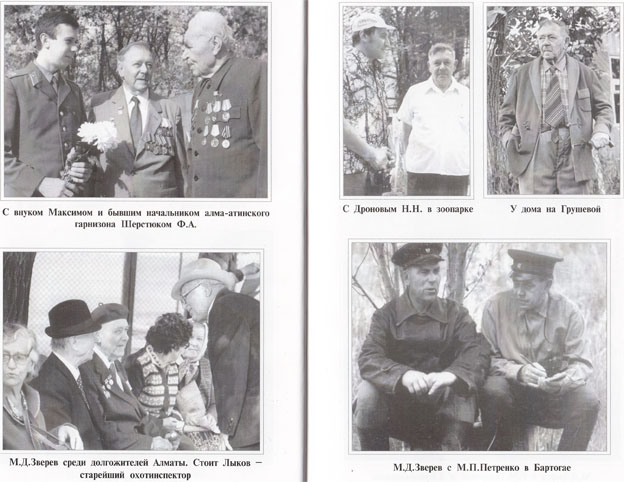 С внуком Максимом и бывшим начальником алма-атинского
гарнизона Шерстюком Ф.А.
М.Д.Зверев среди долгожителей Алматы. Стоит Лыков –
старейший охотинспектор
С Дроновым Н.Н. в зоопарке
У дома на Грушевой
М.Д.Зверев с М.П.Петренко в Бартогае